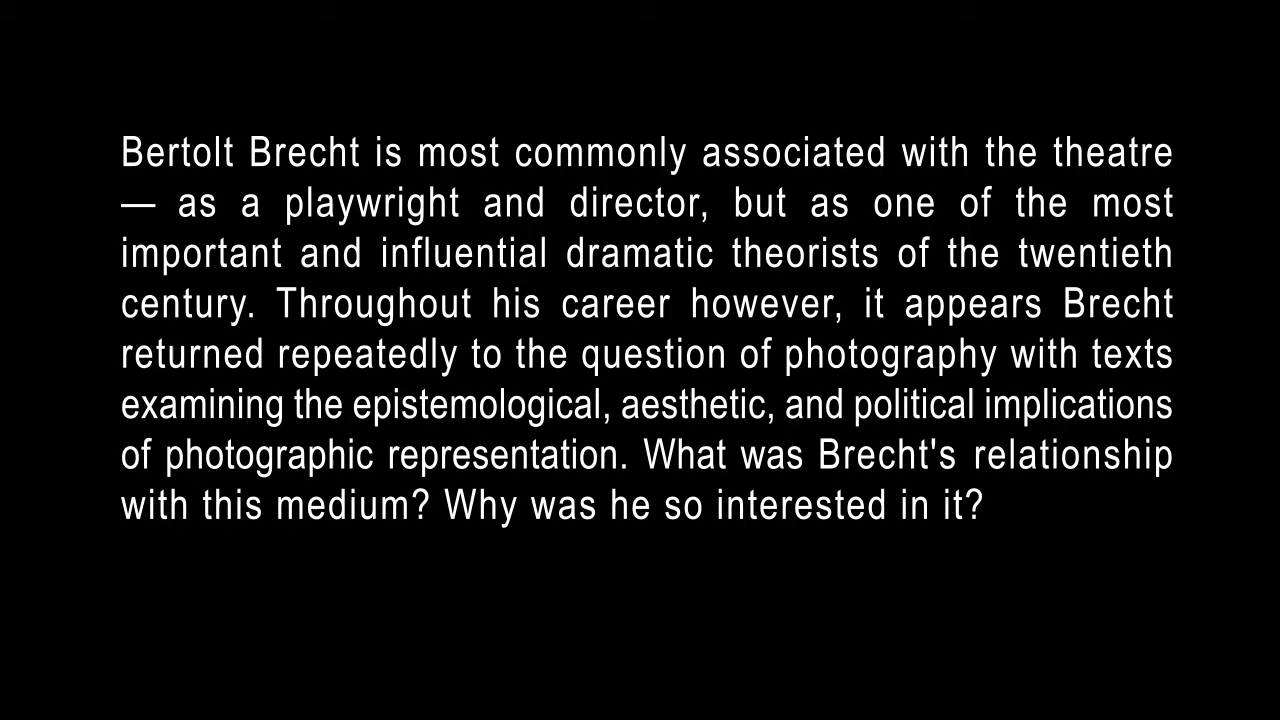 Bertolt Brecht is most commonly associated with the theatre
— as a playwright and director, but as one of the most
important and influential dramatic theorists of the twentieth
century. Throughout his career however, it appears Brecht
returned repeatedly to the question of photography with texts
examining the epistemological, aesthetic, and political implications
of photographic representation. What was Brecht's relationship
with this medium? Why was he so interested in it?